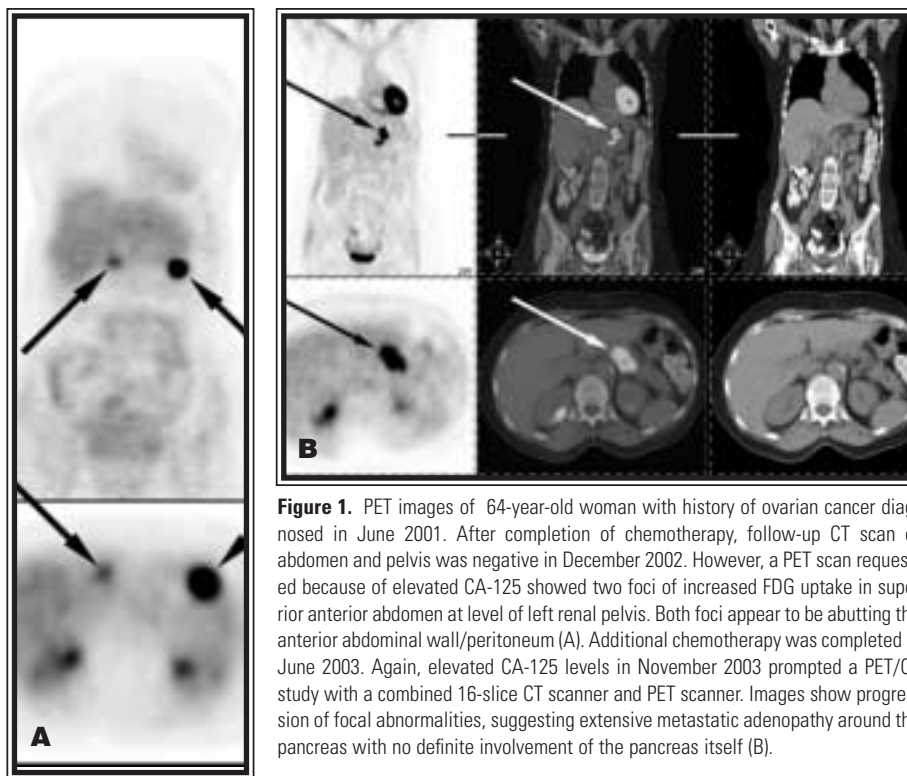 A
B
Figure 1. PET images of 64-year-old woman with history of ovarian cancer diag
nosed in June 2001. After completion of chemotherapy, follow-up CT scan
abdomen and pelvis was negative in December 2002. However, a PET scan reques
ed because of elevated CA-125 showed two foci of increased FDG uptake in supe
rior anterior abdomen at level of left renal pelvis. Both foci appear to be abutting th
anterior abdominal wall/peritoneum (A). Additional chemotherapy was completed
June 2003. Again, elevated CA-125 levels in November 2003 prompted a PET/C
study with a combined 16-slice CT scanner and PET scanner. Images show progres
sion of focal abnormalities, suggesting extensive metastatic adenopathy around th
pancreas with no definite involvement of the pancreas itself (B).